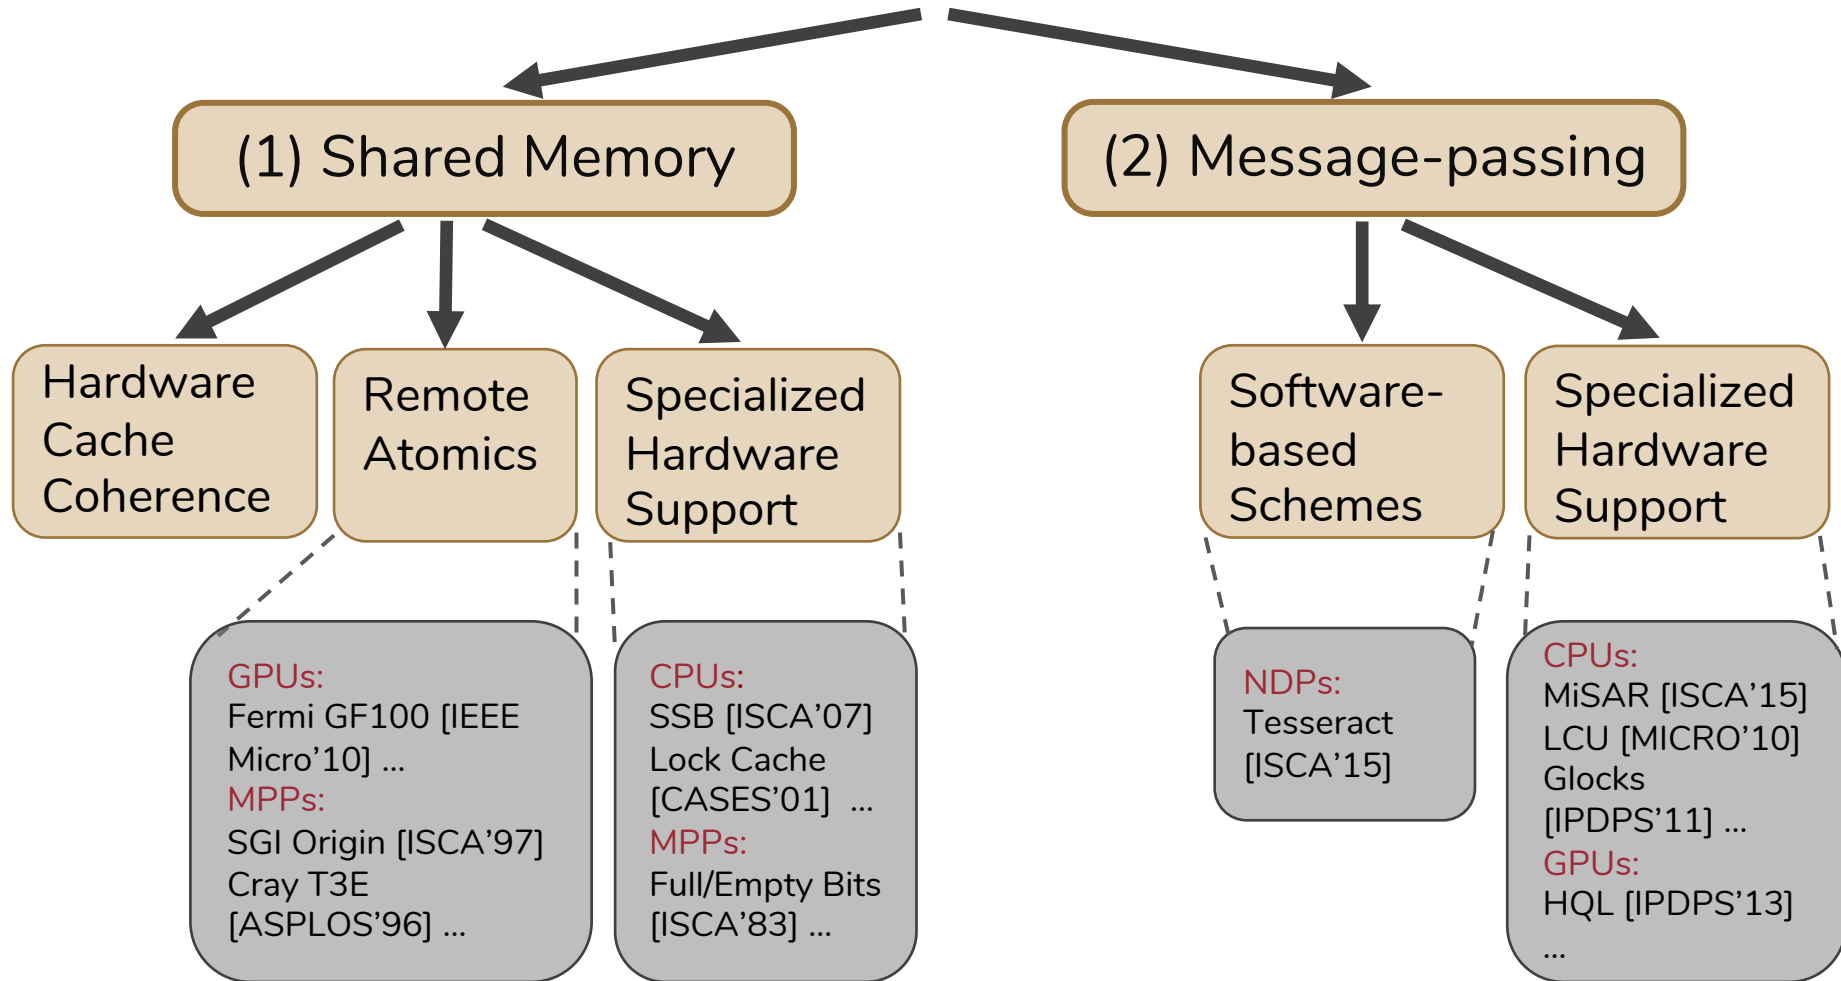 (1) Shared Memory
(2) Message-passing
Hardware
Cache
Coherence
Remote
Atomics
Specialized
Hardware
Support
Software-
based
Schemes
Specialized
Hardware
Support
GPUs:
Fermi GF100 [IEEE
Micro’10] ...
MPPs:
SGI Origin [ISCA’97]
Cray T3E
[ASPLOS’96] ...
CPUs:
SSB [ISCA’07]
Lock Cache
[CASES’01] ...
MPPs:
Full/Empty Bits
[ISCA’83] ...
NDPs:
Tesseract
[ISCA’15]
CPUs:
MiSAR [ISCA’15]
LCU [MICRO’10]
Glocks
[IPDPS’11] ...
GPUs:
HQL [IPDPS’13]
...